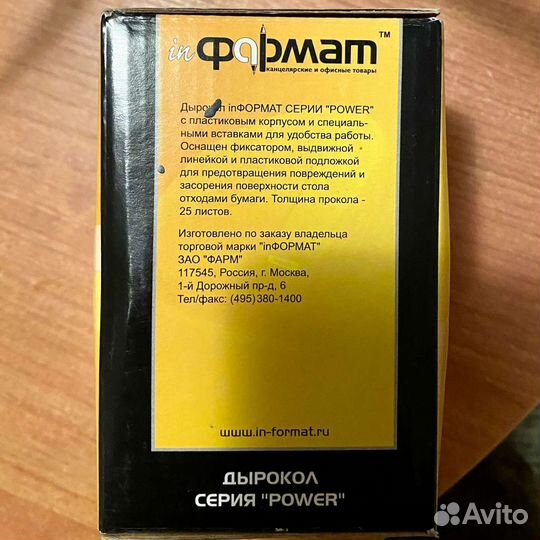 inФОРМАТ™
канцелярские и офисные товары
Дырокол inФОРМАТ СЕРИИ "POWER"
с пластиковым корпусом и специаль-
ными вставками для удобства работы.
Оснащен фиксатором, выдвижной
линейкой и пластиковой подложкой
для предотвращения повреждений и
засорения поверхности стола
отходами бумаги. Толщина прокола -
25 листов.
Изготовлено по заказу владельца
торговой марки "inФОРМАТ"
ЗАО "ФАРМ"
117545, Россия, г. Москва,
1-й Дорожный пр-д, 6
Тел/факс: (495)380-1400
www.in-format.ru
ДЫРОКОЛ
СЕРИЯ "POWER"
Avito